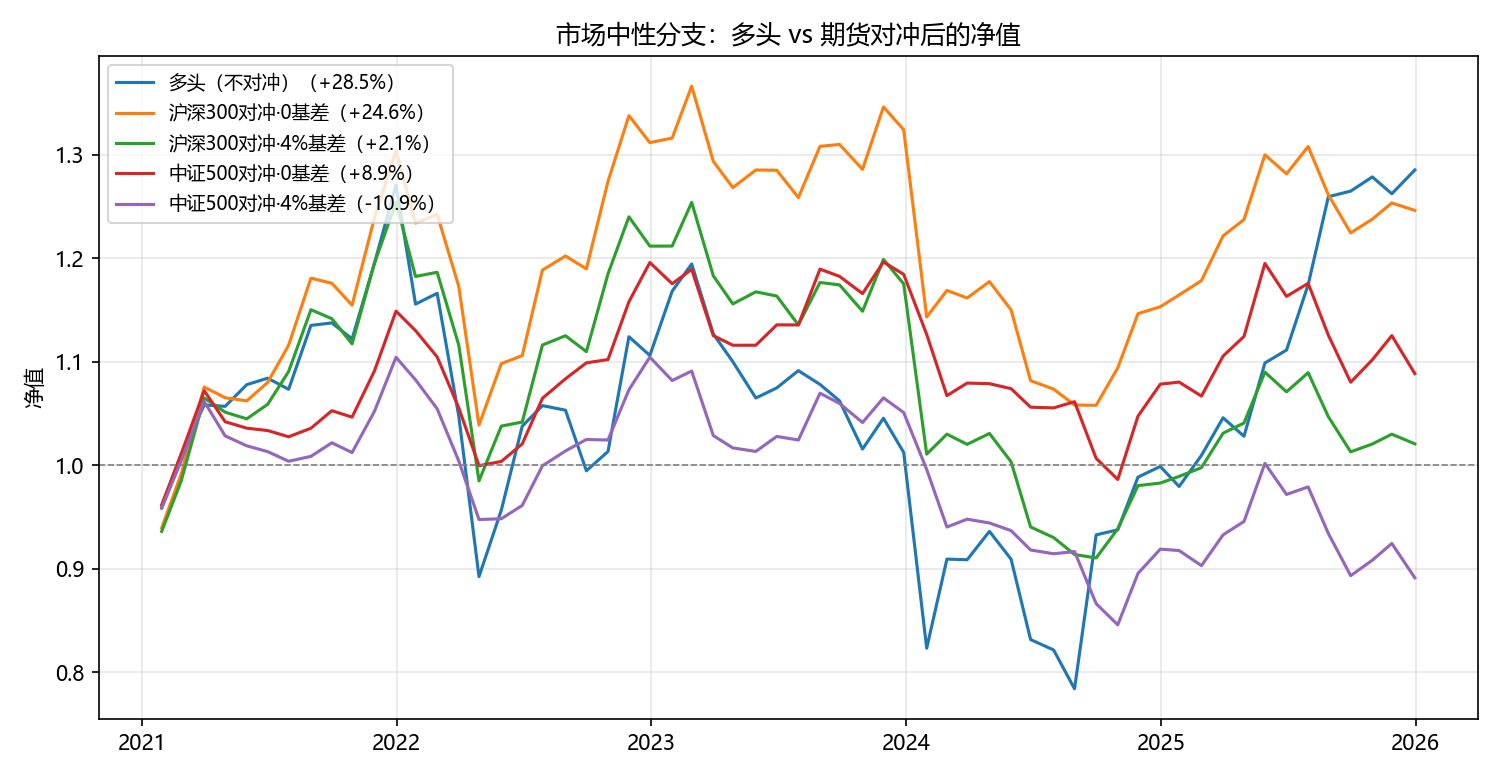 市场中性分支：多头 vs 期货对冲后的净值
多头（不对冲）（+28.5%）
沪深300对冲·0基差（+24.6%）
沪深300对冲·4%基差（+2.1%）
中证500对冲·0基差（+8.9%）
中证500对冲·4%基差（-10.9%）
净值
1.3
1.2
1.1
1.0
0.9
0.8
2021
2022
2023
2024
2025
2026